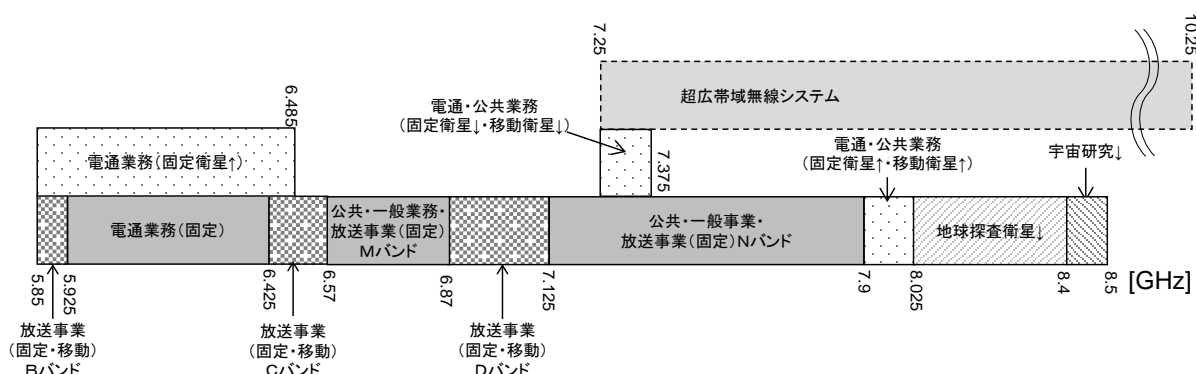 7.25
10.25
超広帯域無線システム
電通・公共業務
(固定衛星↓・移動衛星↓)
6.485
7.375
電通・公共業務
(固定衛星↑・移動衛星↑)
宇宙研究↓
電通業務(固定衛星↑)
電通業務(固定)
公共・一般業務・
放送事業(固定)
Mバンド
公共・一般事業・
放送事業(固定)Nバンド
地球探査衛星↓
5.85
5.925
6.425
6.57
6.87
7.125
7.9
8.025
8.4
8.5
[GHz]
放送事業
(固定・移動)
Bバンド
放送事業
(固定・移動)
Cバンド
放送事業
(固定・移動)
Dバンド